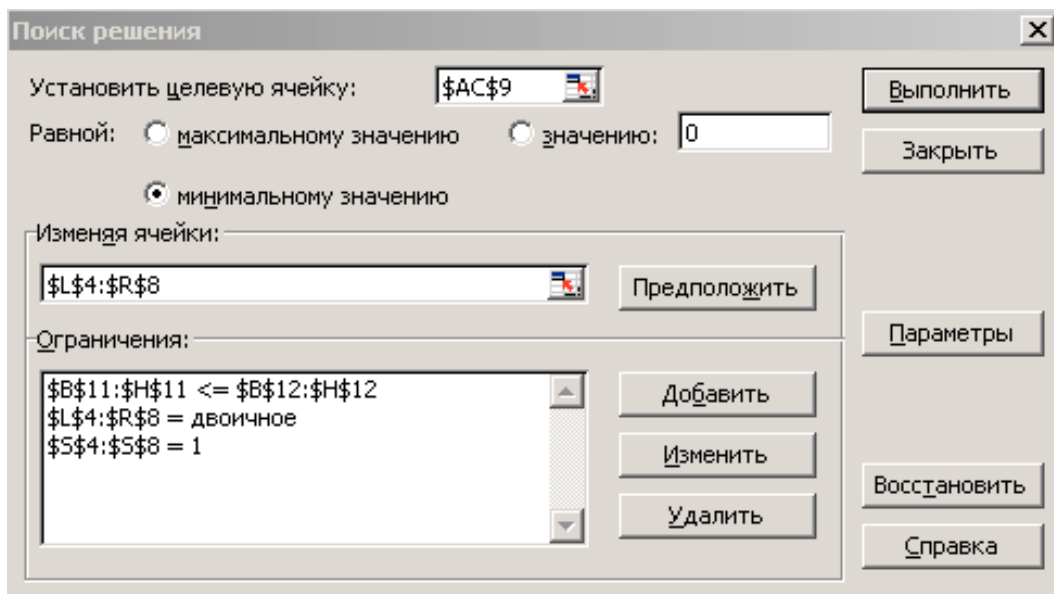 Поиск решения
Установить целевую ячейку: $AC$9 Выполнить
Равной: максимальному значению значению: 0 Закрыть
минимальному значению
Изменяя ячейки:
$L$4:$R$8 Предположить
Параметры
Ограничения:
$B$11:$H$11 <= $B$12:$H$12 Добавить
$L$4:$R$8 = двоичное
$S$4:$S$8 = 1 Изменить
Восстановить
Удалить
Справка